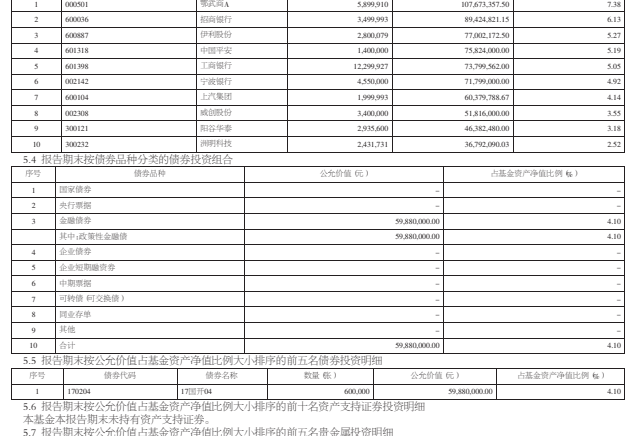 1 000501 鄂武商A 5,899,910 107,673,357.50 7.38
2 600036 招商银行 3,499,993 89,424,821.15 6.13
3 600887 伊利股份 2,800,079 77,002,172.50 5.27
4 601318 中国平安 1,400,000 75,824,000.00 5.19
5 601398 工商银行 12,299,927 73,799,562.00 5.05
6 002142 宁波银行 4,550,000 71,799,000.00 4.92
7 600104 上汽集团 1,999,993 60,379,788.67 4.14
8 002308 威创股份 3,400,000 51,816,000.00 3.55
9 300121 阳谷华泰 2,935,600 46,382,480.00 3.18
10 300232 洲明科技 2,431,731 36,792,090.03 2.52
5.4 报告期末按债券品种分类的债券投资组合
序号 债券品种 公允价值(元) 占基金资产净值比例(%)
1 国家债券 – –
2 央行票据 – –
3 金融债券 59,880,000.00 4.10
其中:政策性金融债 59,880,000.00 4.10
4 企业债券 – –
5 企业短期融资券 – –
6 中期票据 – –
7 可转债(可交换债) – –
8 同业存单 – –
9 其他 – –
10 合计 59,880,000.00 4.10
5.5 报告期末按公允价值占基金资产净值比例大小排序的前五名债券投资明细
序号 债券代码 债券名称 数量(张) 公允价值(元) 占基金资产净值比例(%)
1 170204 17国开04 600,000 59,880,000.00 4.10
5.6 报告期末按公允价值占基金资产净值比例大小排序的前十名资产支持证券投资明细
本基金本报告期末未持有资产支持证券。
5.7 报告期末按公允价值占基金资产净值比例大小排序的前五名贵金属投资明细